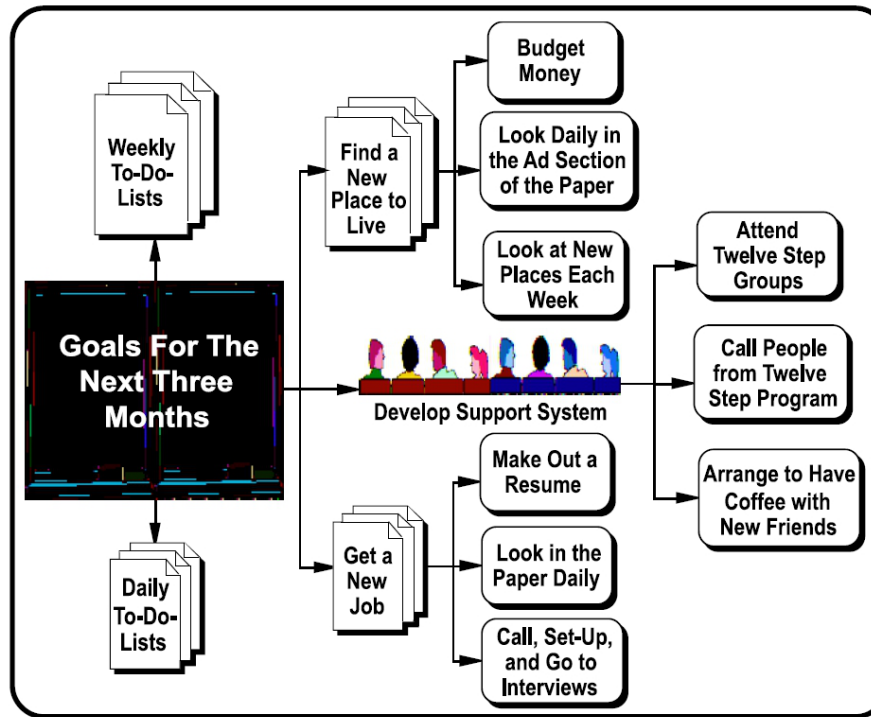 Weekly
To-Do-
Lists
Goals For The
Next Three
Months
Daily
To-Do-
Lists
Find a
New
Place to
Live
Budget
Money
Look Daily in
the Ad Section
of the Paper
Look at New
Places Each
Week
Develop Support System
Attend
Twelve Step
Groups
Call People
from Twelve
Step Program
Arrange to Have
Coffee with
New Friends
Get a
New
Job
Make Out a
Resume
Look in the
Paper Daily
Call, Set-Up,
and Go to
Interviews